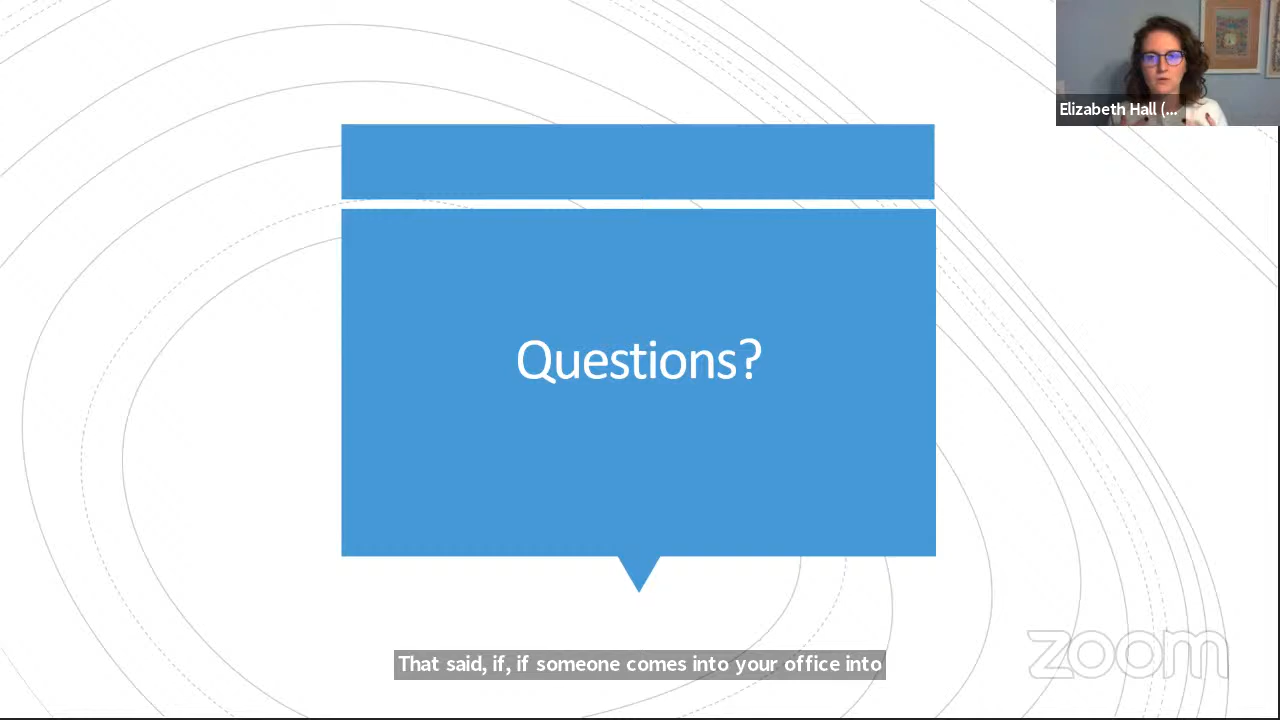 Elizabeth Hall (...
Questions?
That said, if, if someone comes into your office into
zoom